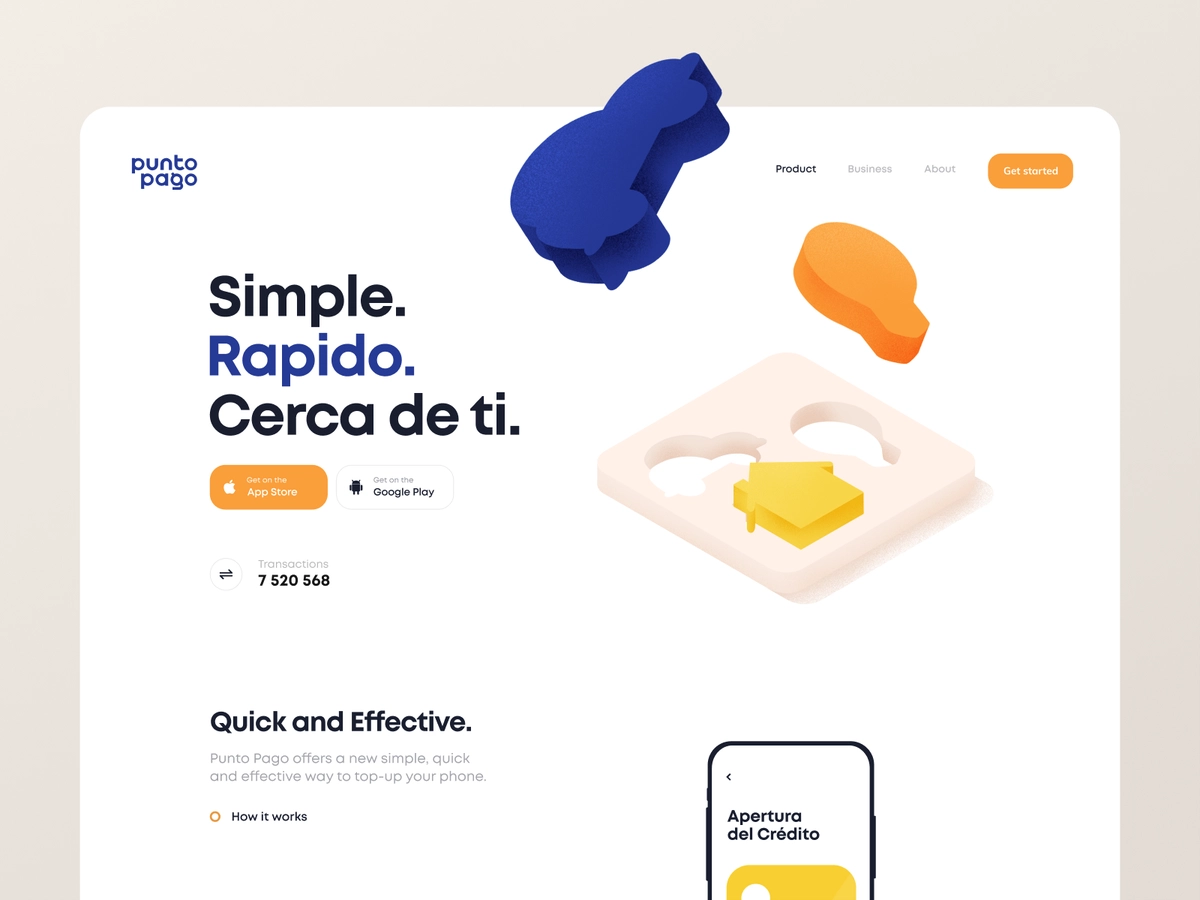 punto
pago
Product
Business
About
Get started
Simple.
Rapido.
Cerca de ti.
Get on the
App Store
Get on the
Google Play
Transactions
7 520 568
Quick and Effective.
Punto Pago offers a new simple, quick
and effective way to top-up your phone.
How it works
Apertura
del Crédito